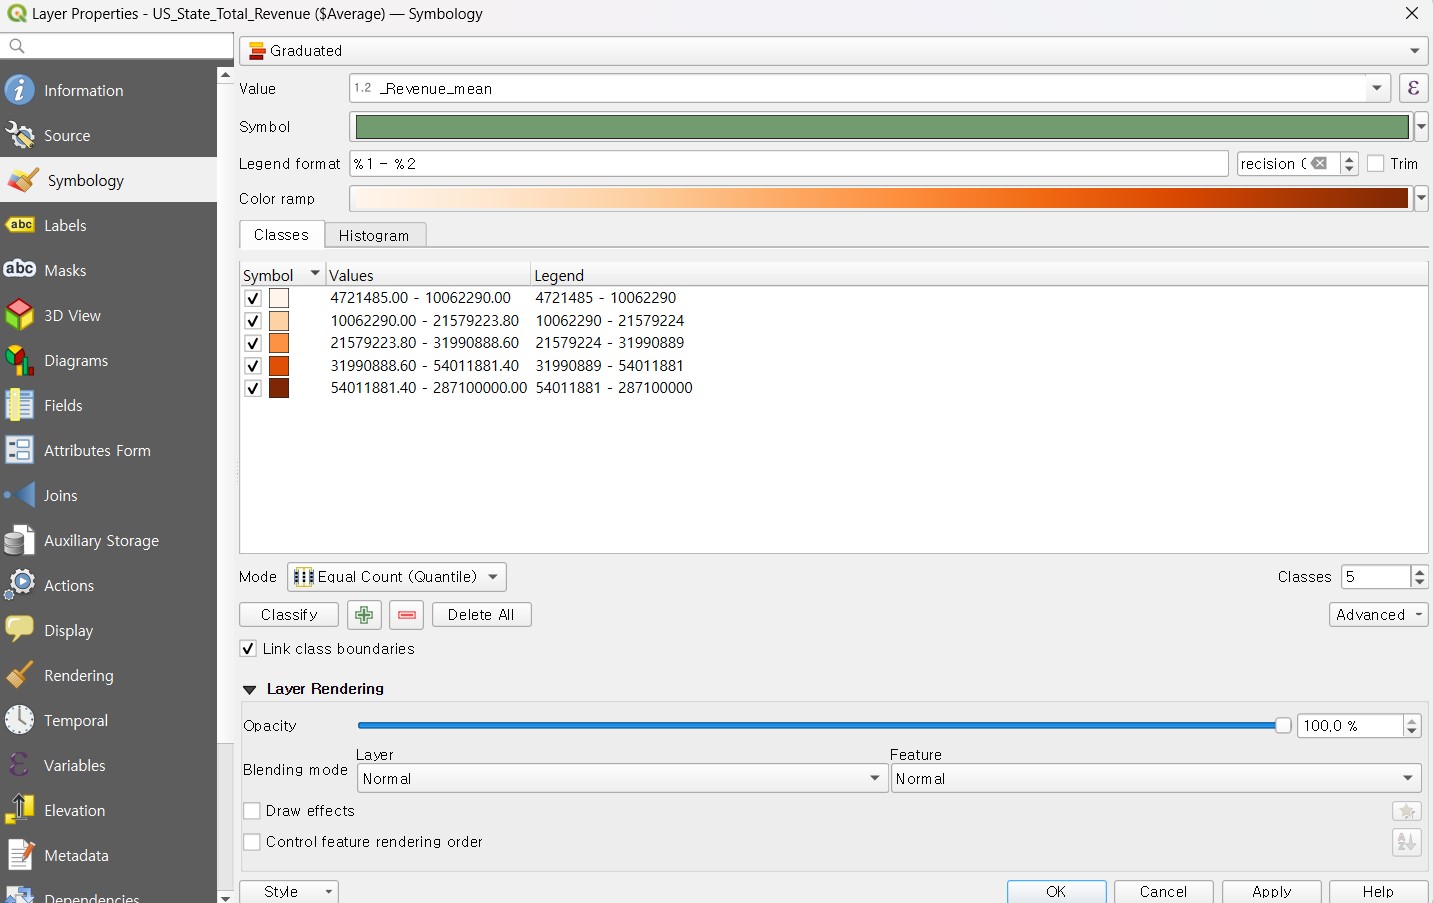 Layer Properties - US_State_Total_Revenue ($Average) — Symbology
Information
Source
Symbology
Labels
Masks
3D View
Diagrams
Fields
Attributes Form
Joins
Auxiliary Storage
Actions
Display
Rendering
Temporal
Variables
Elevation
Metadata
Dependencies
Graduated
Value 1.2 _Revenue_mean ε
Symbol
Legend format %1 - %2 recision Trim
Color ramp
Classes Histogram
Symbol Values Legend
4721485.00 - 10062290.00 4721485 - 10062290
10062290.00 - 21579223.80 10062290 - 21579224
21579223.80 - 31990888.60 21579224 - 31990889
31990888.60 - 54011881.40 31990889 - 54011881
54011881.40 - 287100000.00 54011881 - 287100000
Mode Equal Count (Quantile) Classes 5
Classify Delete All Advanced
Link class boundaries
Layer Rendering
Opacity 100.0 %
Layer Feature
Blending mode Normal Normal
Draw effects
Control feature rendering order
Style OK Cancel Apply Help